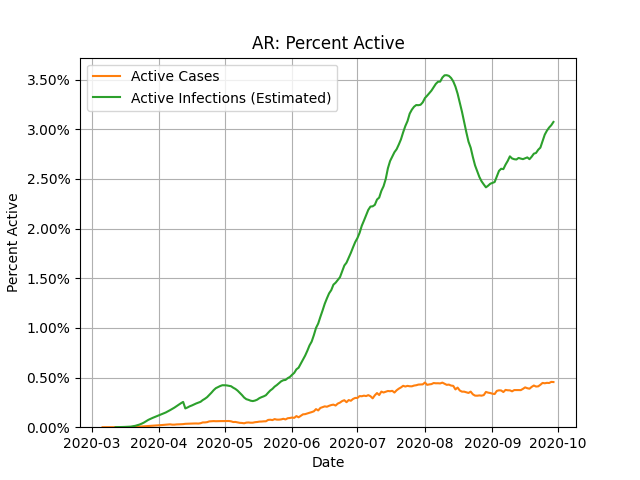 AR: Percent Active
Active Cases
Active Infections (Estimated)
Percent Active
3.50%
3.00%
2.50%
2.00%
1.50%
1.00%
0.50%
0.00%
2020-03 2020-04 2020-05 2020-06 2020-07 2020-08 2020-09 2020-10
Date